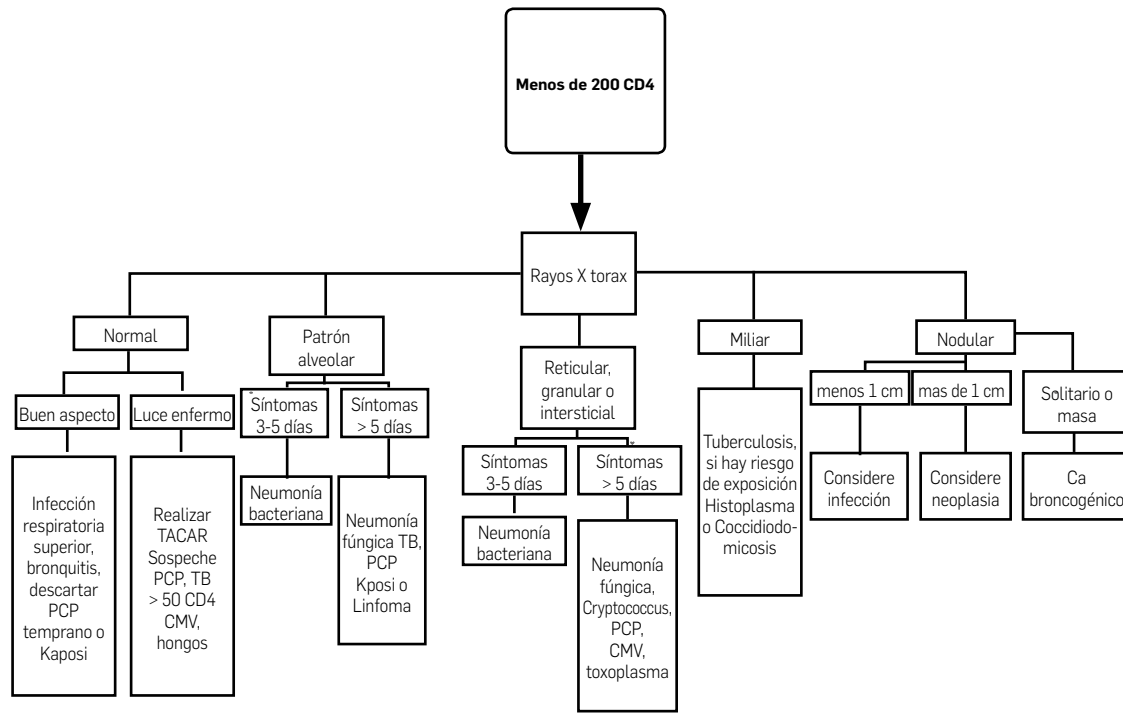 Menos de 200 CD4
Rayos X torax
Normal
Buen aspecto
Infección
respiratoria
superior,
bronquitis,
descartar
PCP
temprano o
Kaposi
Luce enfermo
Realizar
TACAR
Sospeche
PCP, TB
> 50 CD4
CMV,
hongos
Patrón
alveolar
*
Síntomas
3-5 días
Neumonía
bacteriana
Síntomas
> 5 días
Neumonía
fúngica TB,
PCP
Kposi o
Linfoma
Reticular,
granular o
intersticial
Síntomas
3-5 días
Neumonía
bacteriana
*
Síntomas
> 5 días
Neumonía
fúngica,
Cryptococcus,
PCP,
CMV,
toxoplasma
Miliar
Tuberculosis,
si hay riesgo
de exposición
Histoplasma
o Coccidiodo-
micosis
Nodular
menos 1 cm
Considere
infección
mas de 1 cm
Considere
neoplasia
Solitario o
masa
Ca
broncogénico